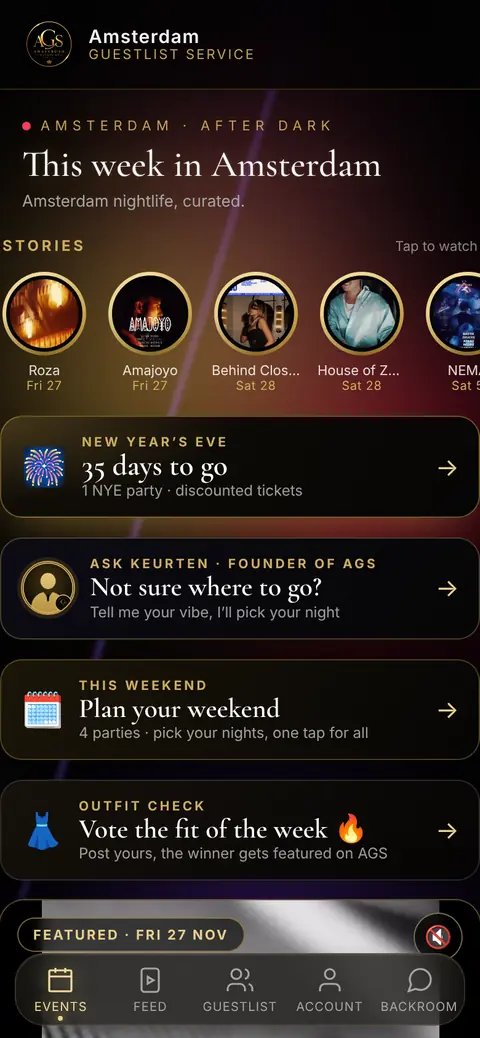 AGS
AMSTERDAM
Amsterdam
GUESTLIST SERVICE
AMSTERDAM · AFTER DARK
This week in Amsterdam
Amsterdam nightlife, curated.
STORIES
Tap to watch
AMAJOYO
Roza
Amajoyo
Behind Clos...
House of Z...
NEM
Fri 27
Fri 27
Sat 28
Sat 28
Sat 5
NEW YEAR'S EVE
35 days to go
1 NYE party · discounted tickets
ASK KEURTEN · FOUNDER OF AGS
Not sure where to go?
Tell me your vibe, I'll pick your night
THIS WEEKEND
Plan your weekend
4 parties · pick your nights, one tap for all
OUTFIT CHECK
Vote the fit of the week 🔥
Post yours, the winner gets featured on AGS
FEATURED · FRI 27 NOV
EVENTS
FEED
GUESTLIST
ACCOUNT
BACKROOM